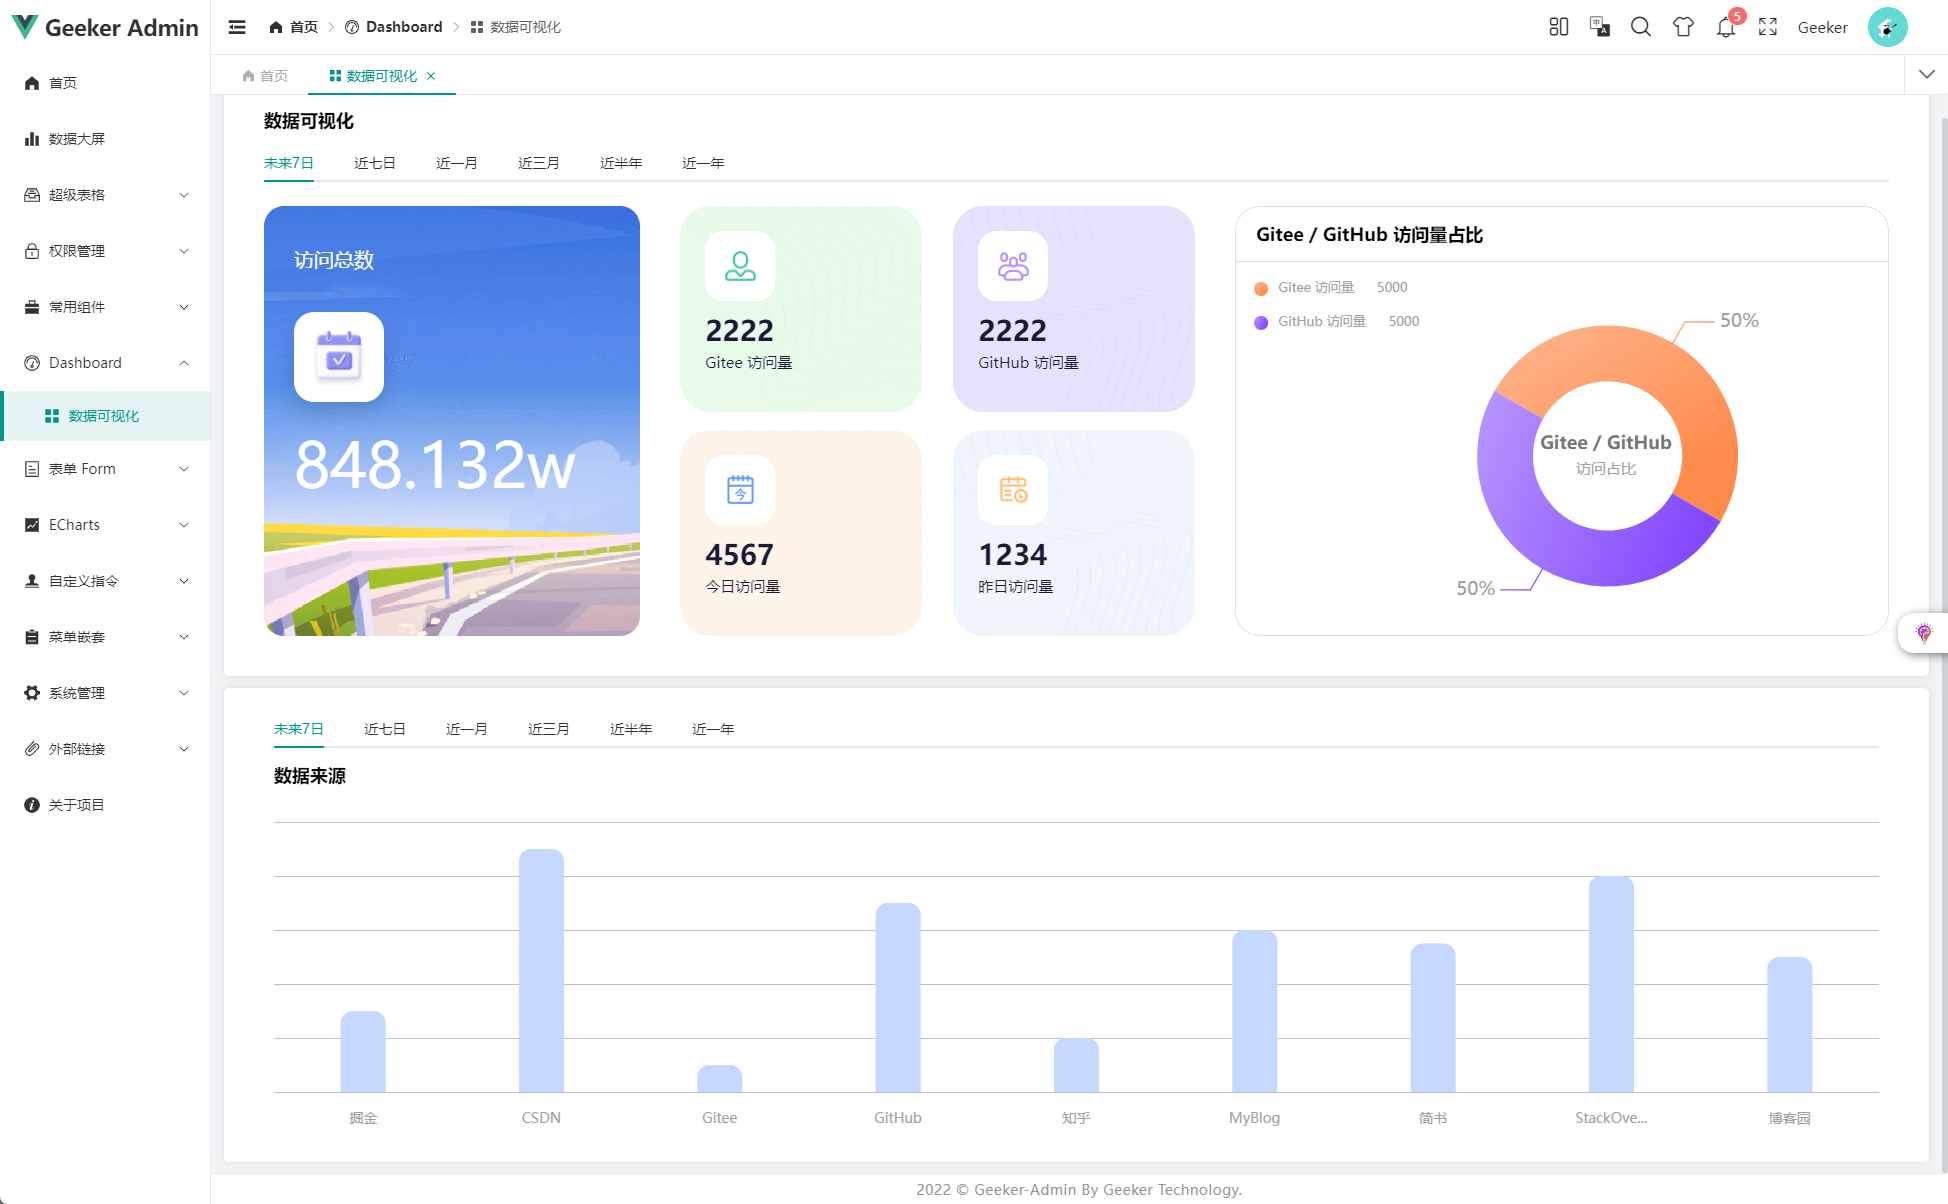 Geeker Admin
首页
Dashboard
数据可视化
5
Geeker
首页
数据可视化
首页
数据大屏
超级表格
权限管理
常用组件
Dashboard
数据可视化
表单 Form
ECharts
自定义指令
菜单嵌套
系统管理
外部链接
关于项目
数据可视化
未来7日 近七日 近一月 近三月 近半年 近一年
访问总数
848.132w
2222
Gitee 访问量
2222
GitHub 访问量
今
4567
今日访问量
1234
昨日访问量
Gitee / GitHub 访问量占比
Gitee 访问量 5000
GitHub 访问量 5000
50%
Gitee / GitHub
访问占比
50%
未来7日 近七日 近一月 近三月 近半年 近一年
数据来源
掘金 CSDN Gitee GitHub 知乎 MyBlog 简书 StackOve... 博客园
2022 © Geeker-Admin By Geeker Technology.